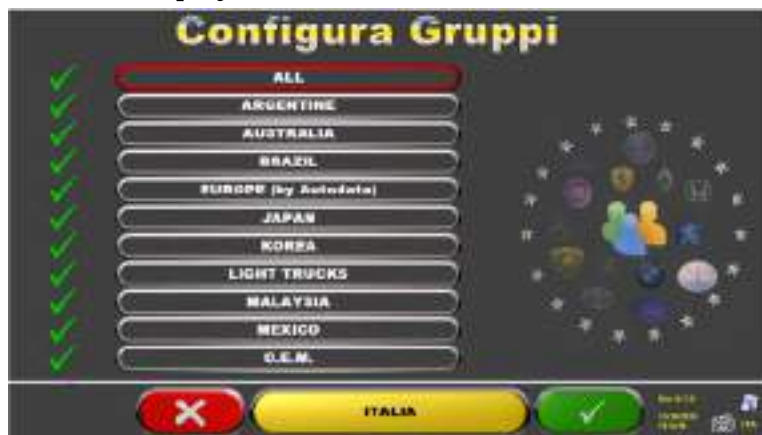 Configura Gruppi
ALL
ARGENTINE
AUSTRALIA
BRAZIL
EUROPE (by Autodata)
JAPAN
KOREA
LIGHT TRUCKS
MALAYSIA
MEXICO
O.E.M.
ITALIA